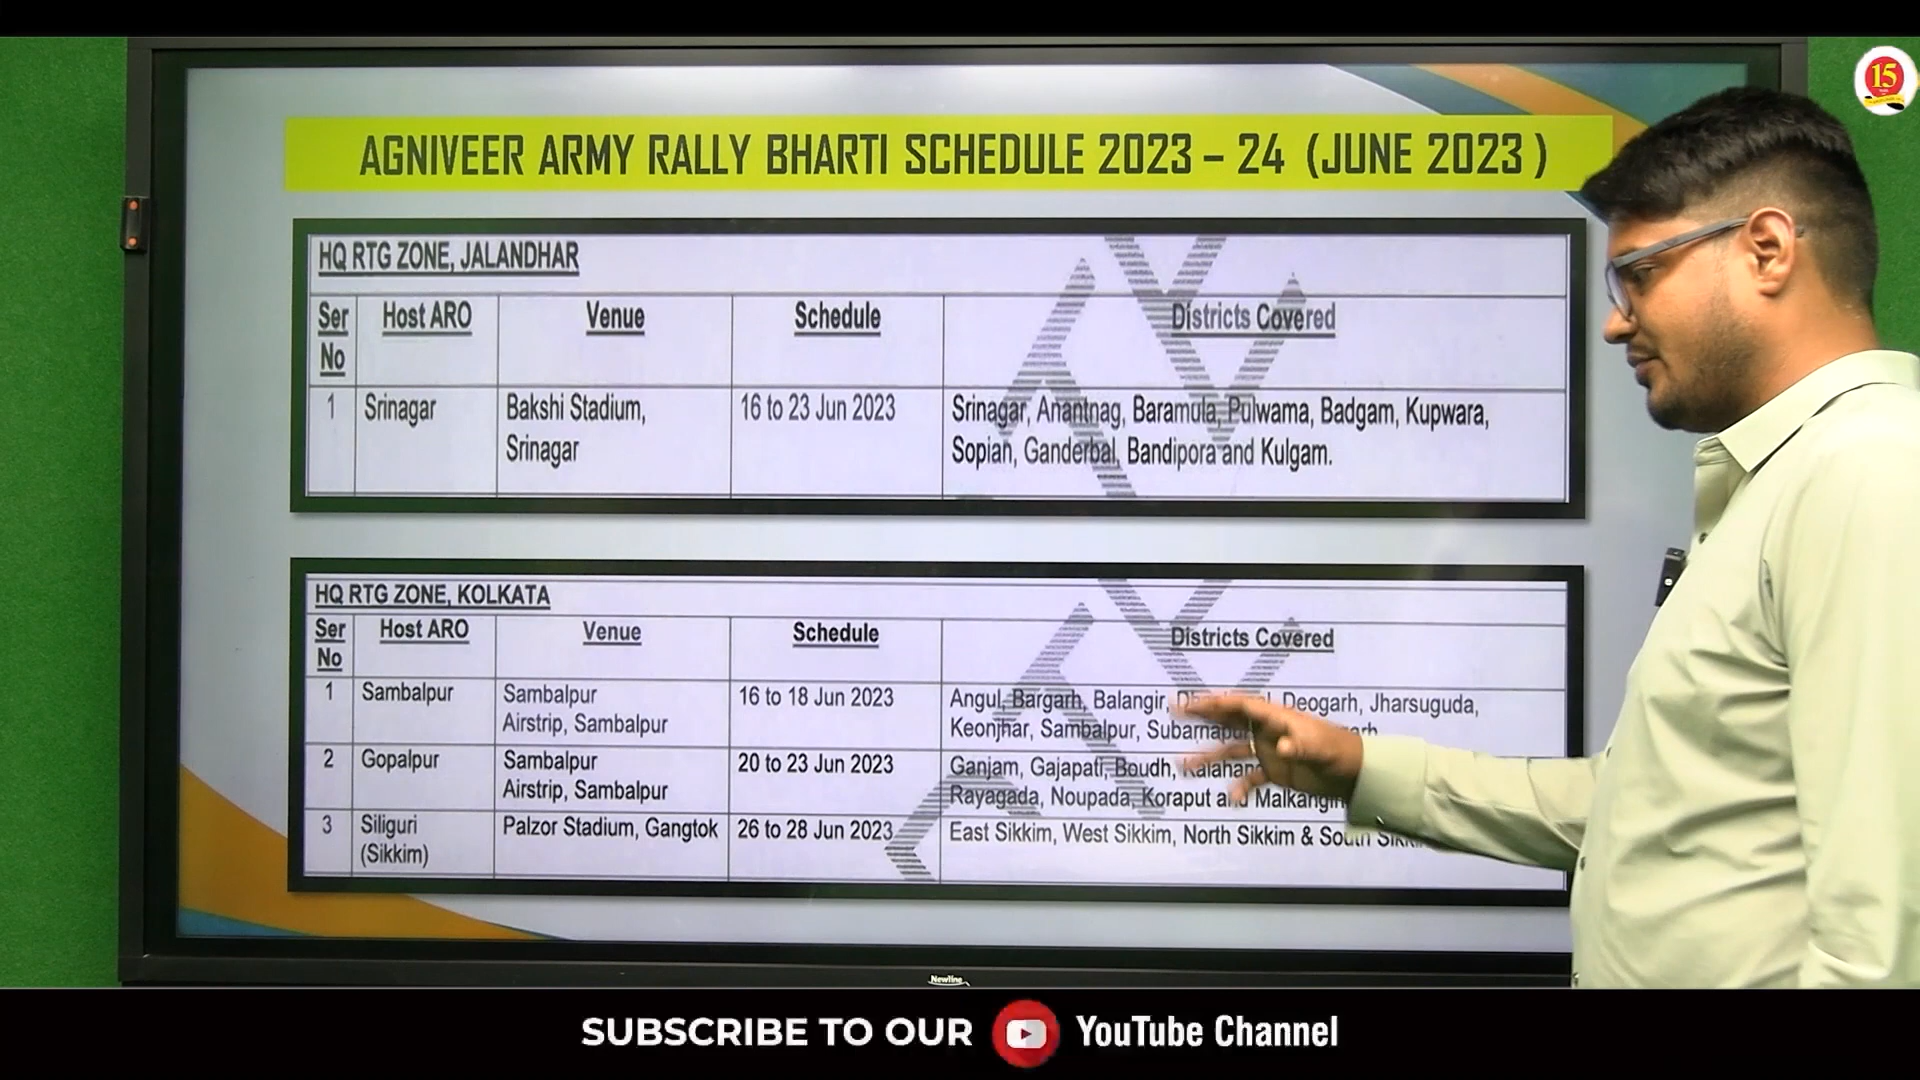 15
AGNIVEER ARMY RALLY BHARTI SCHEDULE 2023 – 24 (JUNE 2023 )
HQ RTG ZONE, JALANDHAR
Ser No Host ARO Venue Schedule Districts Covered
1 Srinagar Bakshi Stadium, 16 to 23 Jun 2023 Srinagar, Anantnag, Baramula, Pulwama, Badgam, Kupwara,
Srinagar Sopian, Ganderbal, Bandipora and Kulgam.
HQ RTG ZONE, KOLKATA
Ser No Host ARO Venue Schedule Districts Covered
1 Sambalpur Sambalpur 16 to 18 Jun 2023 Angul, Bargarh, Balangir, Deogarh, Jharsuguda,
Airstrip, Sambalpur Keonjhar, Sambalpur,
2 Gopalpur Sambalpur 20 to 23 Jun 2023 Ganjam, Gajapati, Boudh,
Airstrip, Sambalpur Rayagada, Noupada, Koraput and
3 Siliguri Palzor Stadium, Gangtok 26 to 28 Jun 2023 East Sikkim, West Sikkim, North Sikkim & South
(Sikkim)
Newline
SUBSCRIBE TO OUR YouTube Channel